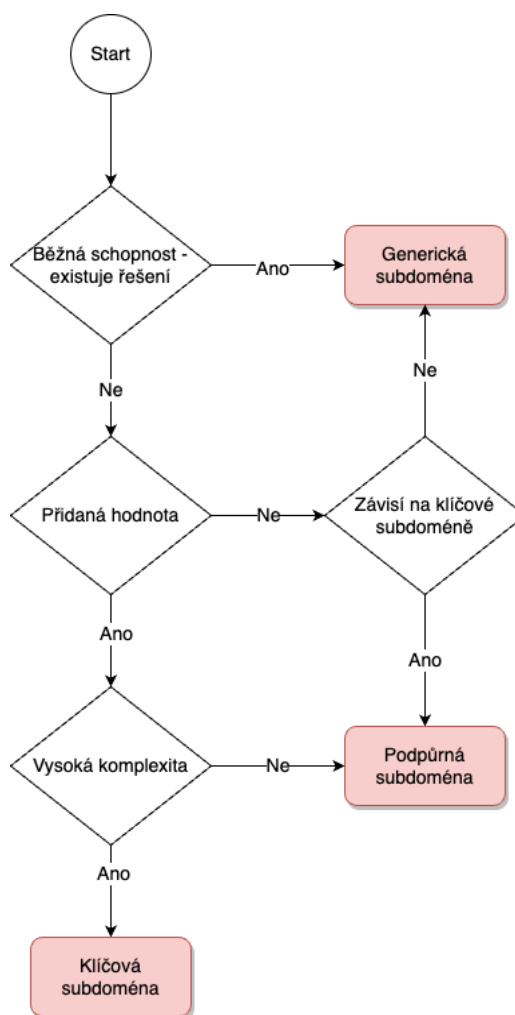 Start
Běžná schopnost -
existuje řešení
Ano
Generická
subdoména
Ne
Ne
Přidaná hodnota
Ne
Závisí na klíčové
subdoméně
Ano
Ano
Vysoká komplexita
Ne
Podpůrná
subdoména
Ano
Klíčová
subdoména